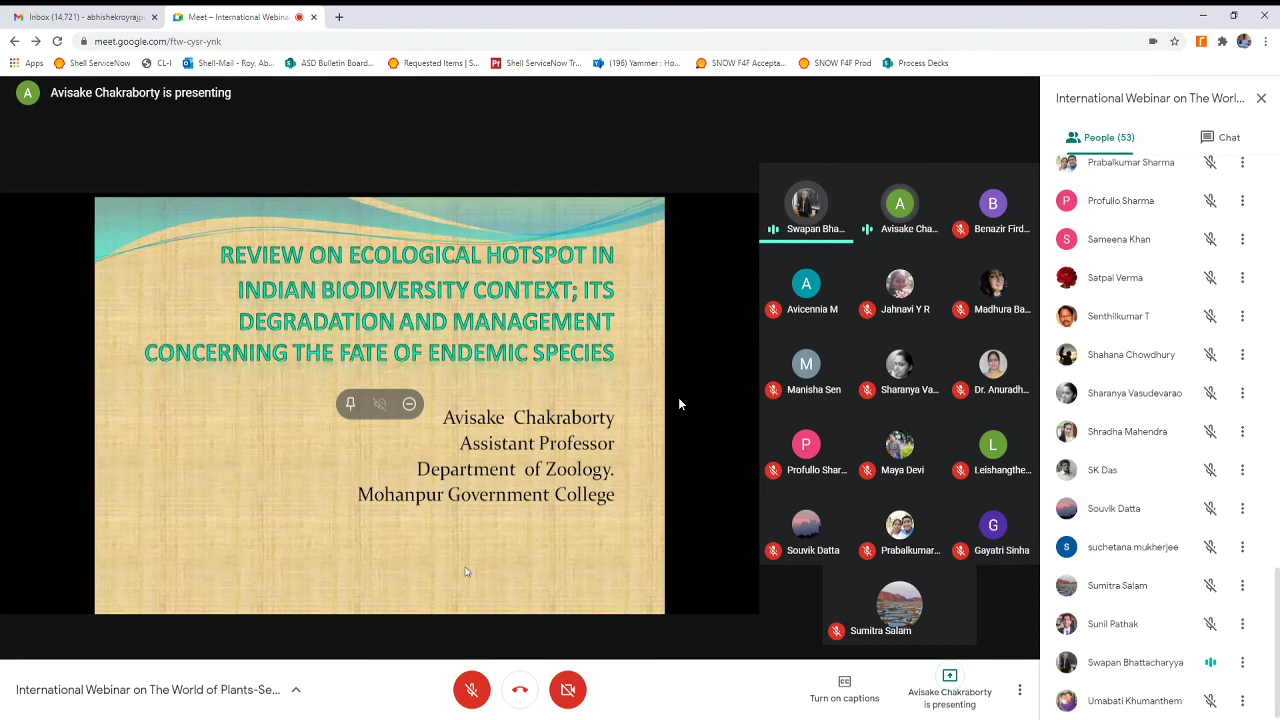 Inbox (14,721) - abhishekroyrajp
Meet – International Webina
meet.google.com/ftw-cysr-ynk
Apps
Shell ServiceNow
CL-I
Shell-Mail - Roy, Ab...
ASD Bulletin Board...
Requested Items | S...
Shell ServiceNow Tr...
(196) Yammer : Ho...
SNOW F4F Accepta...
SNOW F4F Prod
Process Decks
A
Avisake Chakraborty is presenting
REVIEW ON ECOLOGICAL HOTSPOT IN
INDIAN BIODIVERSITY CONTEXT; ITS
DEGRADATION AND MANAGEMENT
CONCERNING THE FATE OF ENDEMIC SPECIES
Avisake Chakraborty
Assistant Professor
Department of Zoology.
Mohanpur Government College
A
B
Swapan Bha...
Avisake Cha...
Benazir Fird...
A
Avicennia M
Jahnavi Y R
Madhura Ba...
M
Manisha Sen
Sharanya Va...
Dr. Anuradh...
P
L
Profullo Shar...
Maya Devi
Leishangthe...
G
Souvik Datta
Prabalkumar...
Gayatri Sinha
Sumitra Salam
International Webinar on The Worl...
People (53)
Chat
Prabalkumar Sharma
P
Profullo Sharma
S
Sameena Khan
Satpal Verma
Senthilkumar T
Shahana Chowdhury
Sharanya Vasudevarao
Shradha Mahendra
SK Das
Souvik Datta
s
suchetana mukherjee
Sumitra Salam
Sunil Pathak
Swapan Bhattacharyya
Umabati Khumanthem
International Webinar on The World of Plants-Se...
CC
Turn on captions
Avisake Chakraborty
is presenting